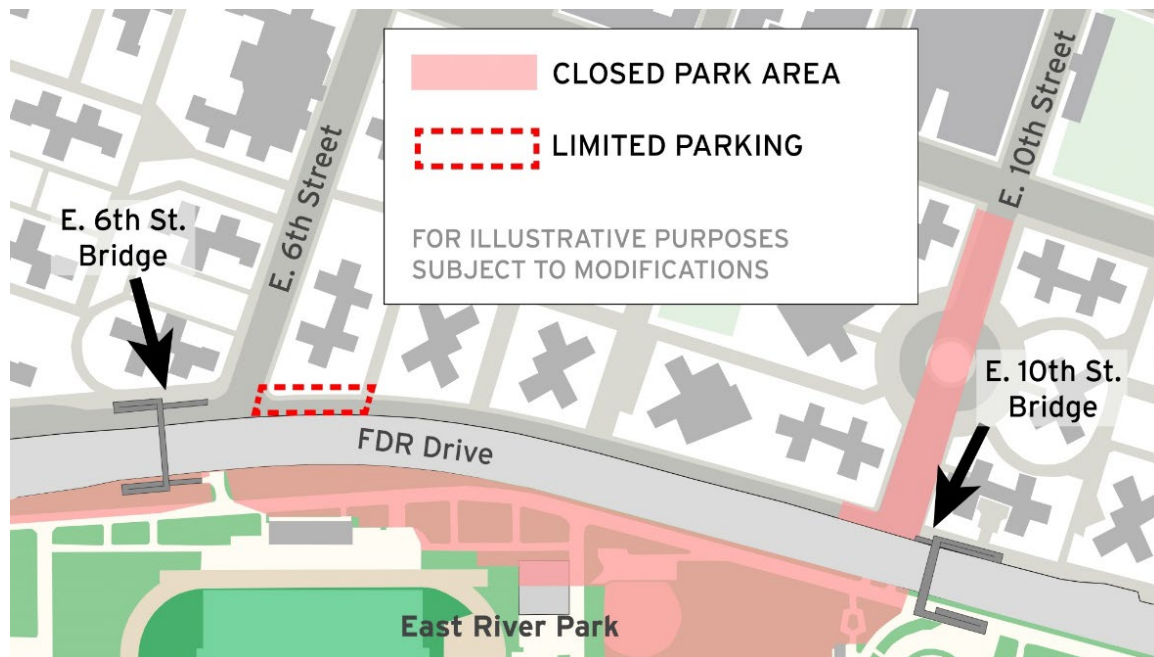 CLOSED PARK AREA
LIMITED PARKING
FOR ILLUSTRATIVE PURPOSES
SUBJECT TO MODIFICATIONS
E. 6th Street
E. 10th Street
E. 6th St.
Bridge
E. 10th St.
Bridge
FDR Drive
East River Park